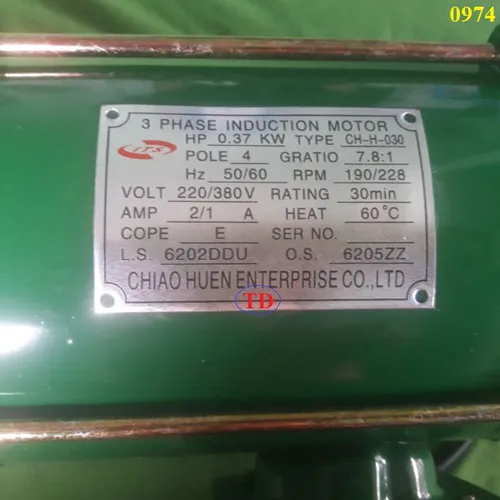 0974
3 PHASE INDUCTION MOTOR
ITS
HP 0.37 KW TYPE CH-H-030
POLE 4 GRATIO 7.8:1
Hz 50/60 RPM 190/228
VOLT 220/380V RATING 30min
AMP 2/1 A HEAT 60°C
COPE E SER NO.
L.S. 6202DDU O.S. 6205ZZ
CHIAO HUEN ENTERPRISE CO.,LTD
TD